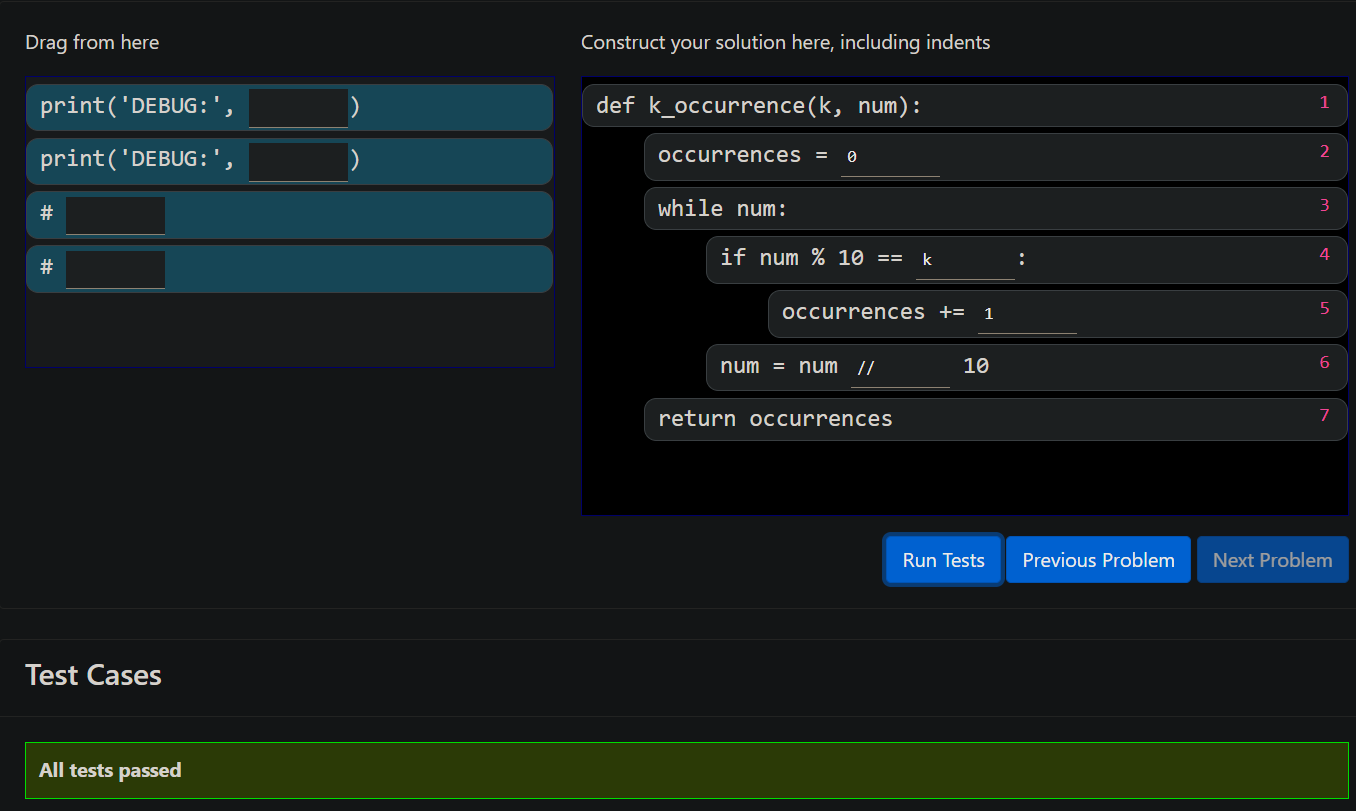 Drag from here
print('DEBUG:', )
print('DEBUG:', )
#
#
Construct your solution here, including indents
def k_occurrence(k, num): 1
occurrences = 0 2
while num: 3
if num % 10 == k : 4
occurrences += 1 5
num = num // 10 6
return occurrences 7
Run Tests Previous Problem Next Problem
Test Cases
All tests passed